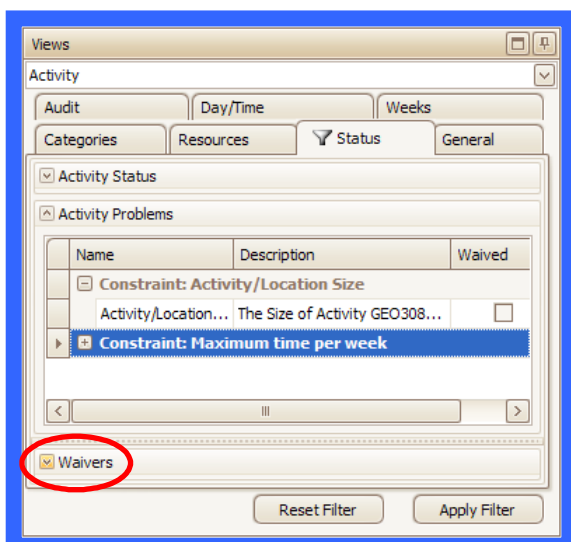 Views
Activity
Audit Day/Time Weeks
Categories Resources Status General
Activity Status
Activity Problems
Name Description Waived
Constraint: Activity/Location Size
Activity/Location... The Size of Activity GEO308...
Constraint: Maximum time per week
Waivers
Reset Filter Apply Filter